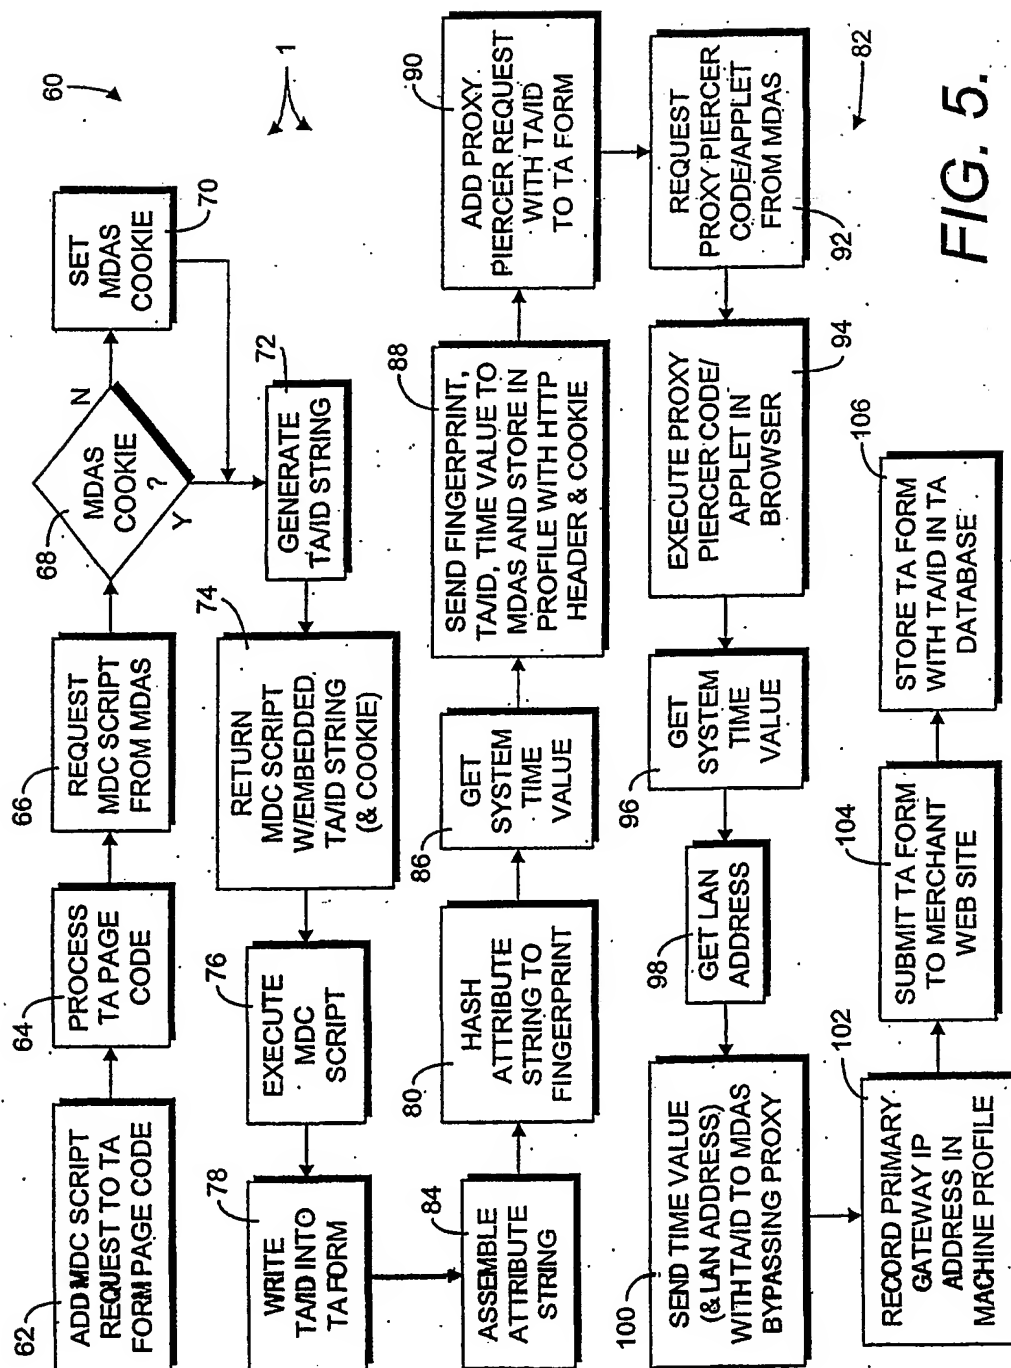 60
1
62
ADD MDC SCRIPT
REQUEST TO TA
FORM PAGE CODE
64
PROCESS
TA PAGE
CODE
66
REQUEST
MDC SCRIPT
FROM MDAS
68
MDAS
COOKIE
?
N
Y
SET
MDAS
COOKIE
70
72
GENERATE
TA/ID STRING
74
RETURN
MDC SCRIPT
W/EMBEDDED
TA/ID STRING
(& COOKIE)
76
EXECUTE
MDC
SCRIPT
78
WRITE
TA/ID INTO
TA FORM
84
ASSEMBLE
ATTRIBUTE
STRING
80
HASH
ATTRIBUTE
STRING TO
FINGERPRINT
86
GET
SYSTEM
TIME
VALUE
88
SEND FINGERPRINT,
TA/ID, TIME VALUE TO
MDAS AND STORE IN
PROFILE WITH HTTP
HEADER & COOKIE
90
ADD PROXY
PIERCER REQUEST
WITH TA/ID
TO TA FORM
92
REQUEST
PROXY PIERCER
CODE/APPLET
FROM MDAS
94
EXECUTE PROXY
PIERCER CODE/
APPLET IN
BROWSER
96
GET
SYSTEM
TIME
VALUE
98
GET LAN
ADDRESS
100
SEND TIME VALUE
(& LAN ADDRESS)
WITH TA/ID TO MDAS
BYPASSING PROXY
102
RECORD PRIMARY
GATEWAY IP
ADDRESS IN
MACHINE PROFILE
104
SUBMIT TA FORM
TO MERCHANT
WEB SITE
106
STORE TA FORM
WITH TA/ID IN TA
DATABASE
82
FIG. 5.